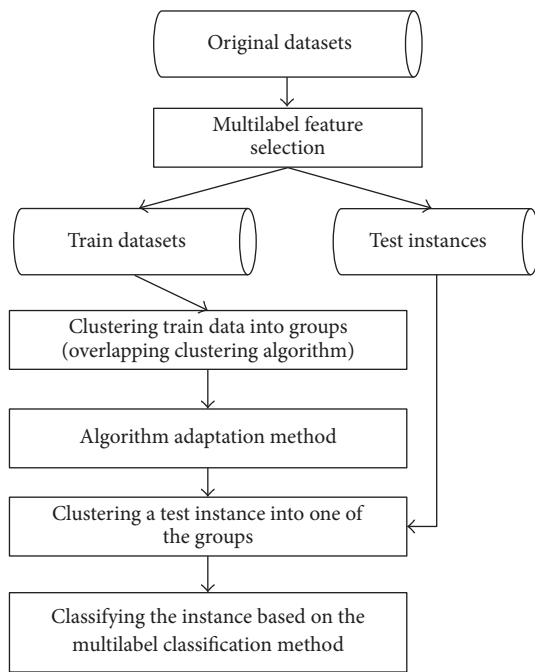 Original datasets
Multilabel feature
selection
Train datasets
Test instances
Clustering train data into groups
(overlapping clustering algorithm)
Algorithm adaptation method
Clustering a test instance into one of
the groups
Classifying the instance based on the
multilabel classification method